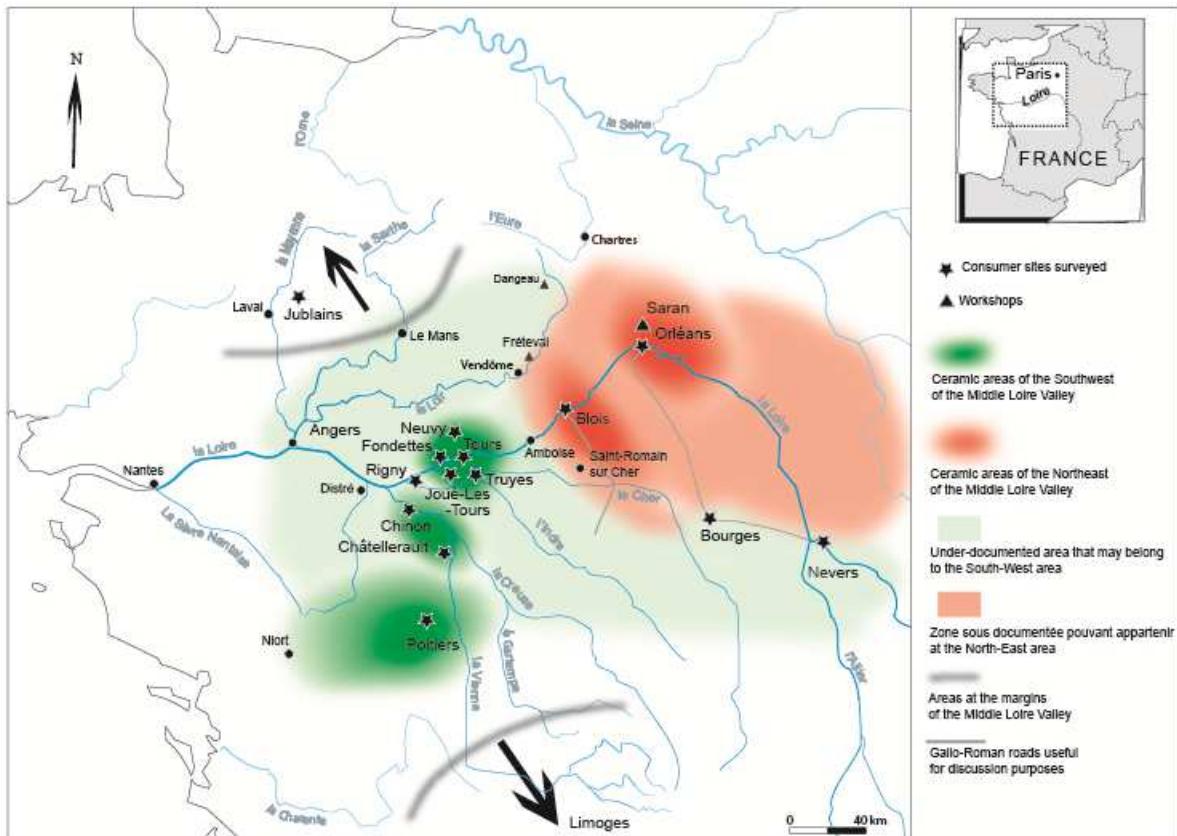 N
la Seine
l'Orne
la Mayenne
la Sarthe
l'Eure
Chartres
Dangeau
Laval
Jublains
Le Mans
Saran
Orléans
Fréteval
Vendôme
le Loir
la Loire
Blois
Angers
Neuvy
Fondettes
Tours
Amboise
la Loire
Nantes
Rigny
Truyes
Saint-Romain
sur Cher
Distré
Joué-Les
-Tours
le Cher
La Sèvre Nantaise
Chinon
l'Indre
Bourges
Châtellerault
Nevers
la Creuse
Poitiers
Niort
la Gartempe
la Vienne
l'Allier
la Charente
Limoges
0 40 km
Paris
Loire
FRANCE
Consumer sites surveyed
Workshops
Ceramic areas of the Southwest
of the Middle Loire Valley
Ceramic areas of the Northeast
of the Middle Loire Valley
Under-documented area that may belong
to the South-West area
Zone sous documentée pouvant appartenir
at the North-East area
Areas at the margins
of the Middle Loire Valley
Gallo-Roman roads useful
for discussion purposes